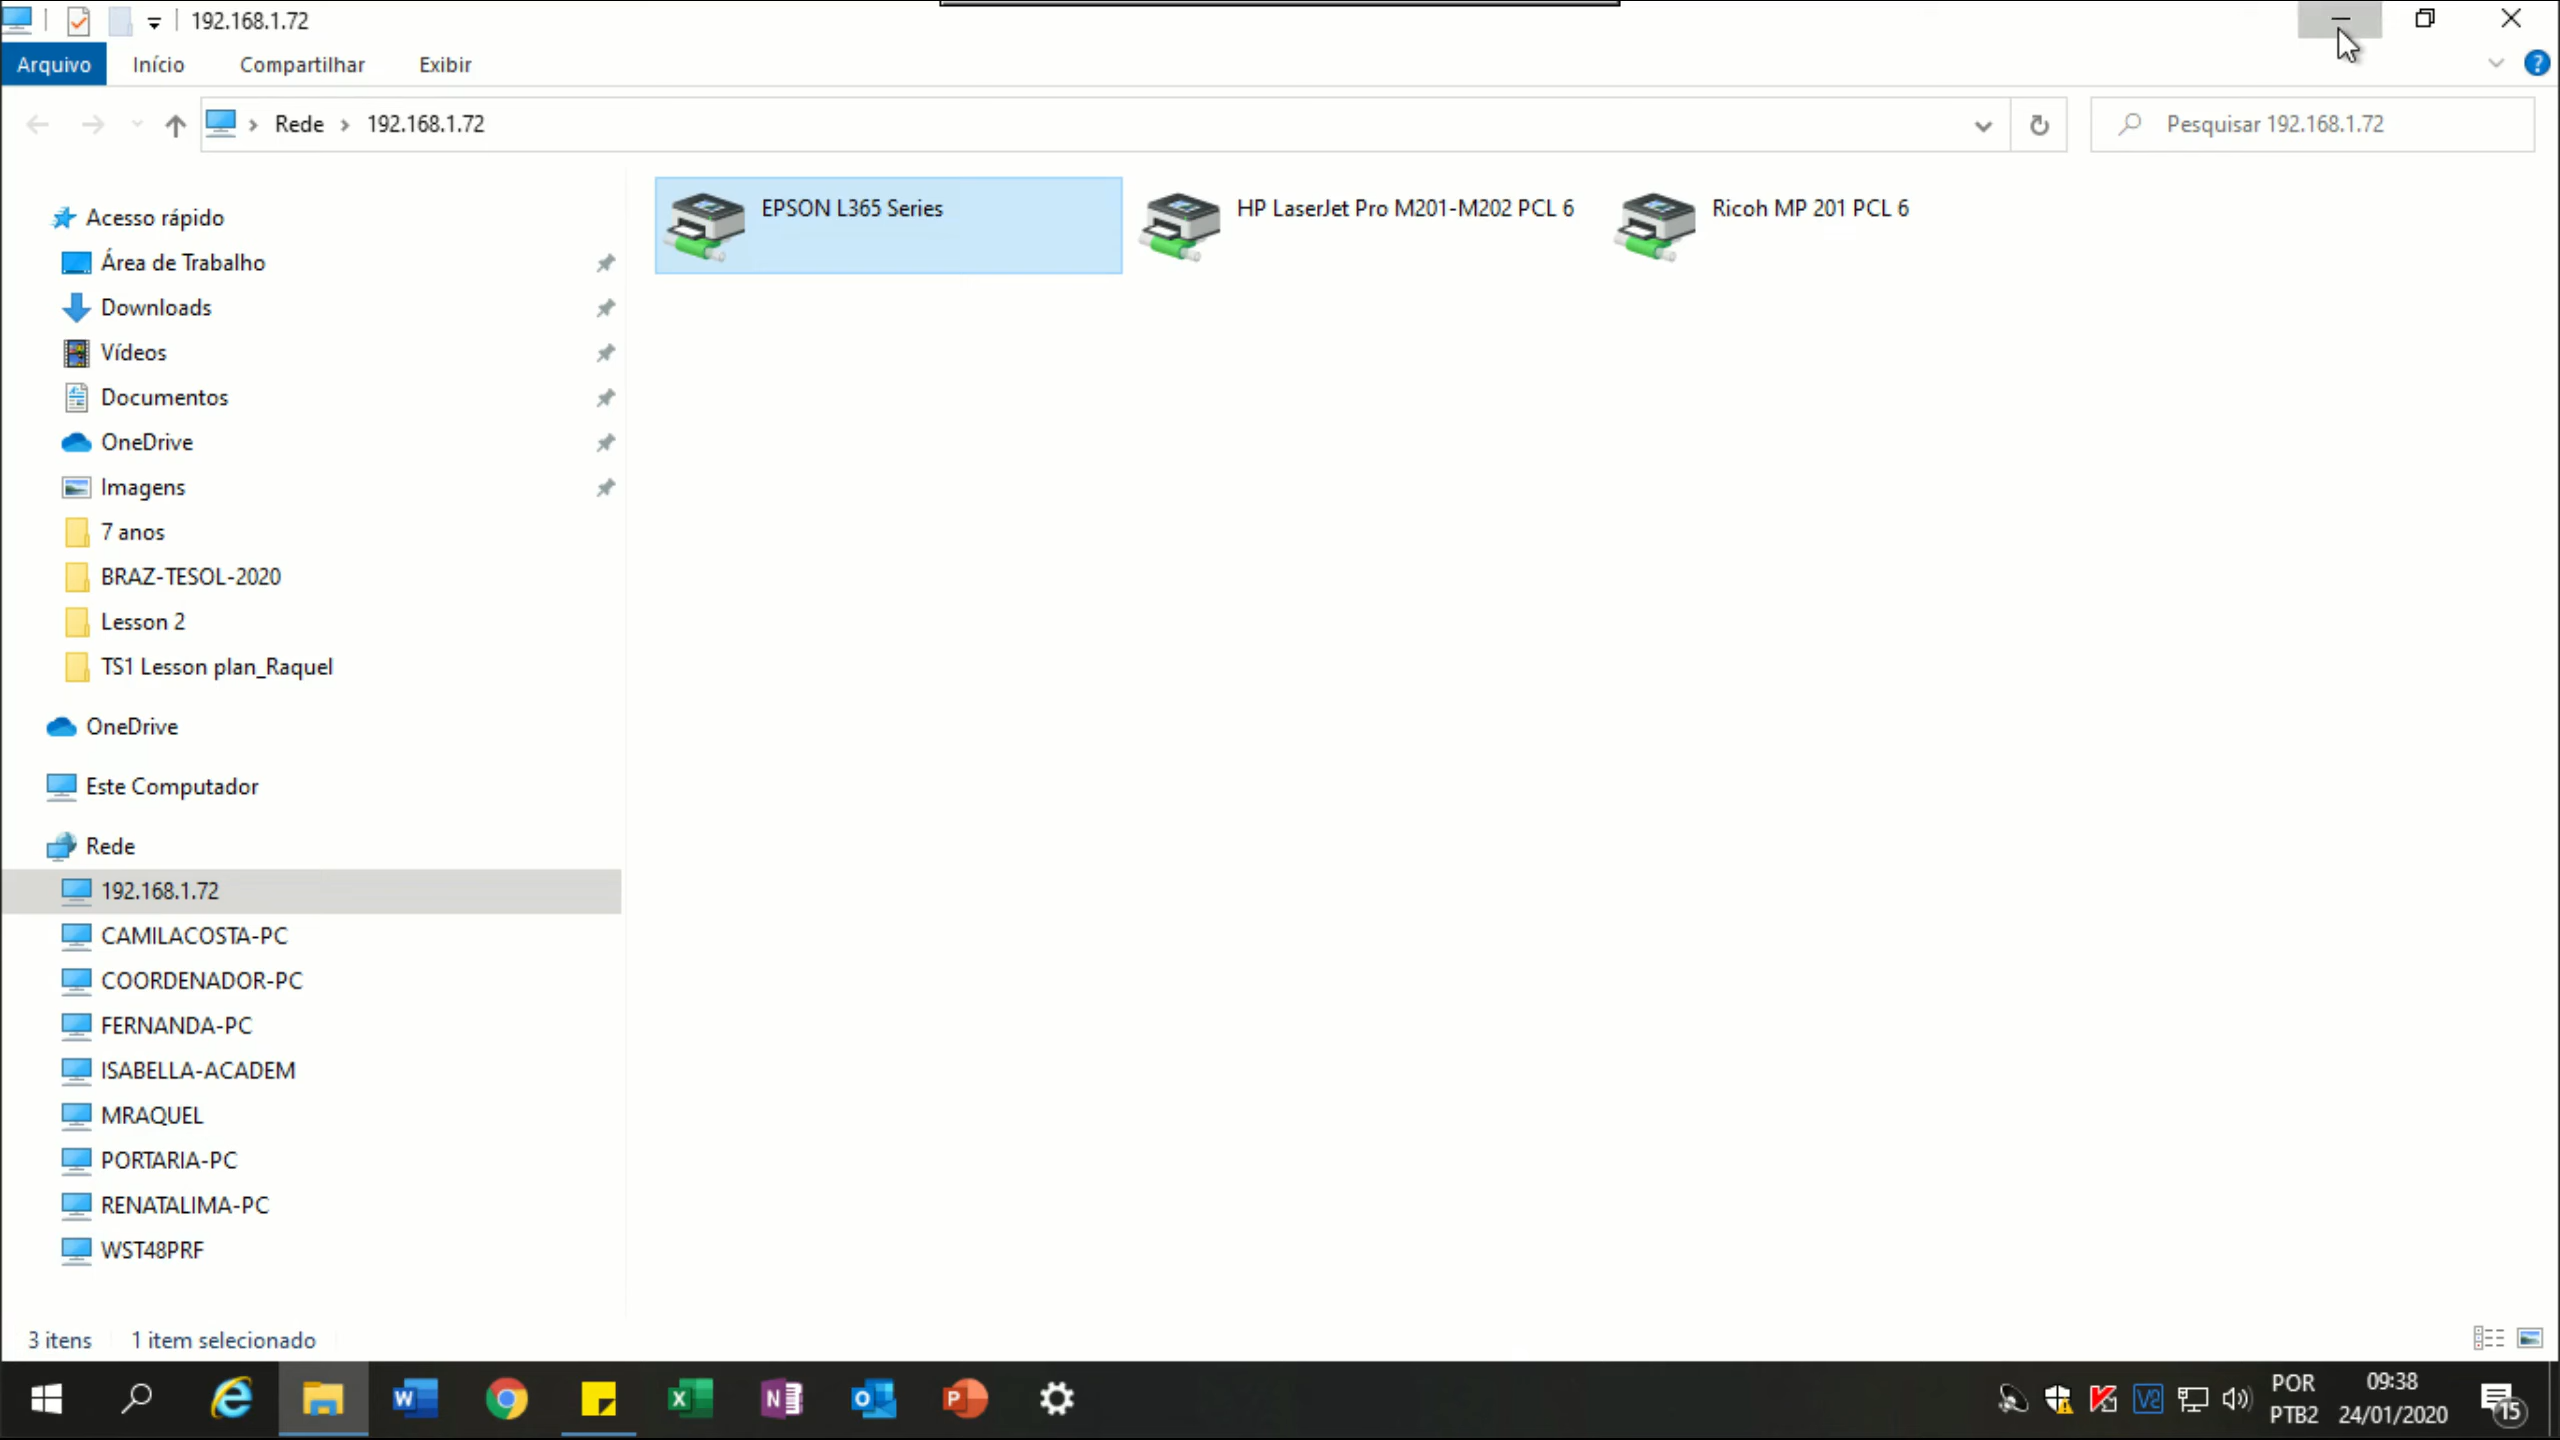 192.168.1.72
Arquivo Início Compartilhar Exibir
Rede 192.168.1.72
Pesquisar 192.168.1.72
Acesso rápido
Área de Trabalho
Downloads
Vídeos
Documentos
OneDrive
Imagens
7 anos
BRAZ-TESOL-2020
Lesson 2
TS1 Lesson plan_Raquel
OneDrive
Este Computador
Rede
192.168.1.72
CAMILACOSTA-PC
COORDENADOR-PC
FERNANDA-PC
ISABELLA-ACADEM
MRAQUEL
PORTARIA-PC
RENATALIMA-PC
WST48PRF
EPSON L365 Series
HP LaserJet Pro M201-M202 PCL 6
Ricoh MP 201 PCL 6
3 itens 1 item selecionado
POR
PTB2
09:38
24/01/2020
15